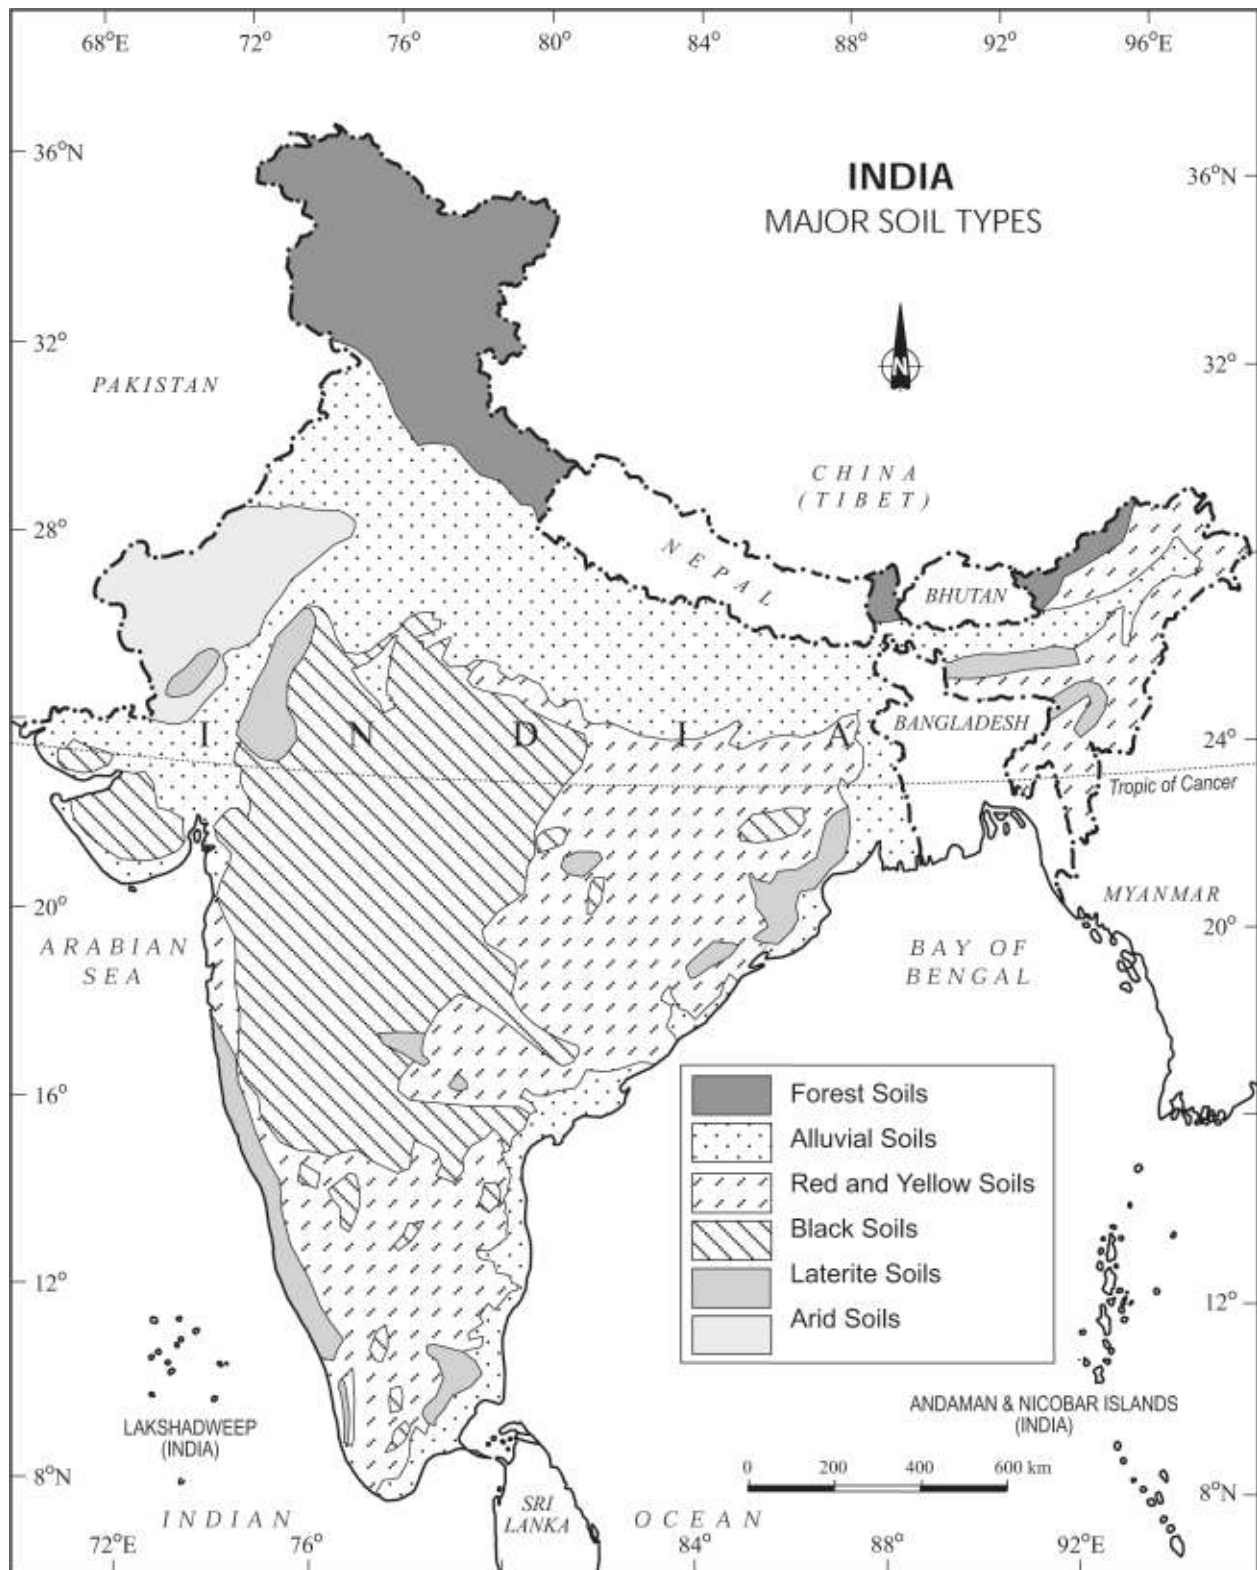 68°E 72° 76° 80° 84° 88° 92° 96°E
36°N
INDIA
36°N
MAJOR SOIL TYPES
32°
N
32°
PAKISTAN
CHINA
(TIBET)
28°
NEPAL
BHUTAN
I N D I A
BANGLADESH
24°
Tropic of Cancer
20°
MYANMAR
20°
ARABIAN
SEA
BAY OF
BENGAL
16°
Forest Soils
Alluvial Soils
Red and Yellow Soils
Black Soils
Laterite Soils
Arid Soils
12°
12°
LAKSHADWEEP
(INDIA)
ANDAMAN & NICOBAR ISLANDS
(INDIA)
0 200 400 600 km
8°N
8°N
SRI
LANKA
INDIAN OCEAN
72°E 76° 84° 88° 92°E